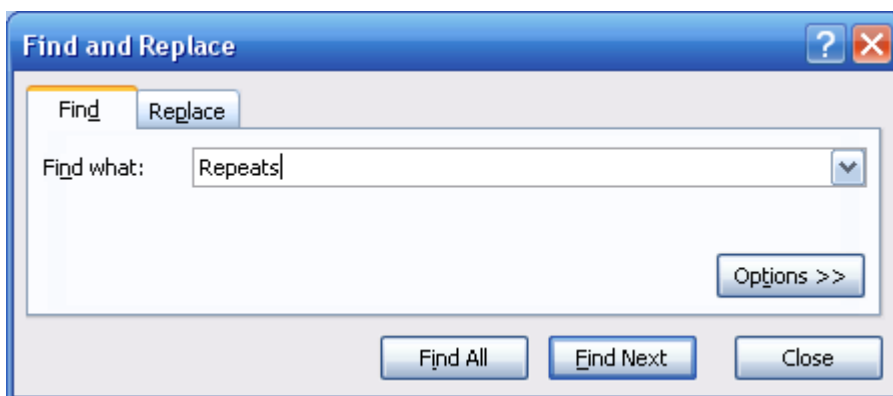 Find and Replace ?
Find Replace
Find what: Repeats
Options >>
Find All Find Next Close